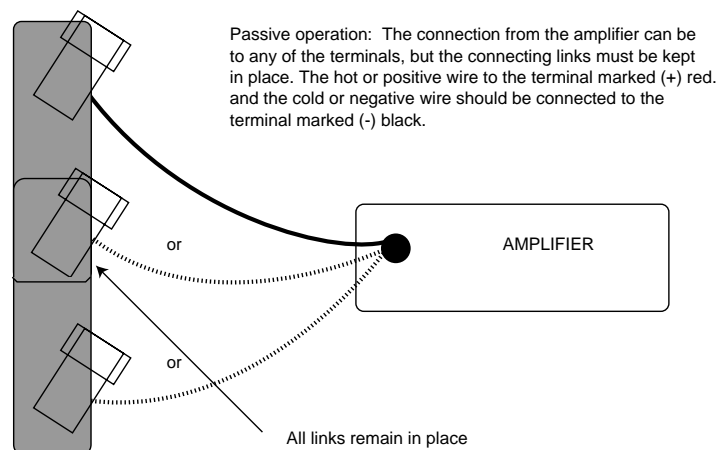 Passive operation:  The connection from the amplifier can be
to any of the terminals, but the connecting links must be kept
in place. The hot or positive wire to the terminal marked (+) red.
and the cold or negative wire should be connected to the
terminal marked (-) black.
or
AMPLIFIER
or
All links remain in place